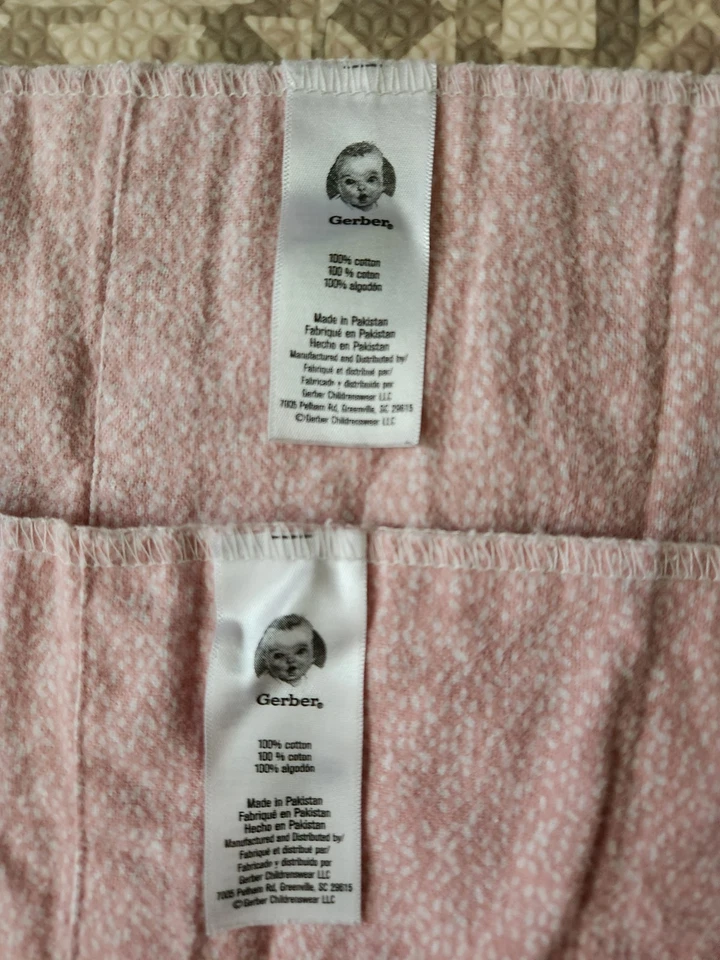 Gerber®
100% cotton
100 % coton
100% algodón
Made in Pakistan
Fabriqué en Pakistan
Hecho en Pakistan
Manufactured and Distributed by/
Fabriqué et distribué par/
Fabricado y distribuido por
Gerber Childrenswear LLC
7005 Pelham Rd, Greenville, SC 29615
©Gerber Childrenswear LLC
Gerber®
100% cotton
100 % coton
100% algodón
Made in Pakistan
Fabriqué en Pakistan
Hecho en Pakistan
Manufactured and Distributed by/
Fabriqué et distribué par/
Fabricado y distribuido por
Gerber Childrenswear LLC
7005 Pelham Rd, Greenville, SC 29615
©Gerber Childrenswear LLC